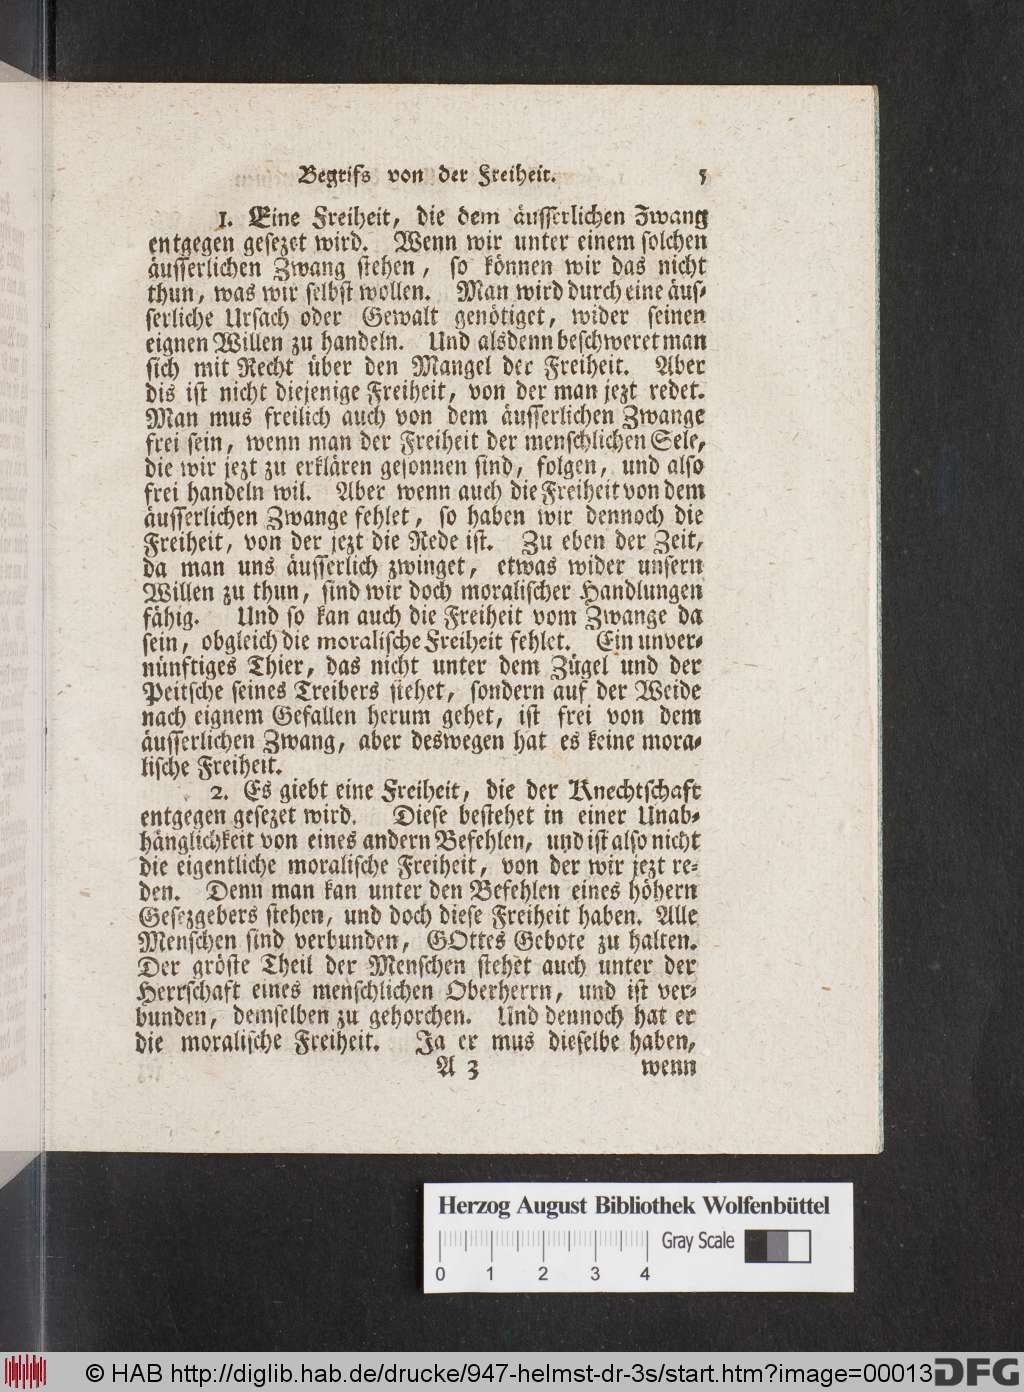 Begrifs von der Freiheit. 5
1. Eine Freiheit, die dem äusserlichen Zwang
entgegen gesezet wird. Wenn wir unter einem solchen
äusserlichen Zwang stehen, so können wir das nicht
thun, was wir selbst wollen. Man wird durch eine äus-
serliche Ursach oder Gewalt genötiget, wider seinen
eignen Willen zu handeln. Und alsdenn beschweret man
sich mit Recht über den Mangel der Freiheit. Aber
dis ist nicht diejenige Freiheit, von der man jezt redet.
Man mus freilich auch von dem äusserlichen Zwange
frei sein, wenn man der Freiheit der menschlichen Sele,
die wir jezt zu erklären gesonnen sind, folgen, und also
frei handeln wil. Aber wenn auch die Freiheit von dem
äusserlichen Zwange fehlet, so haben wir dennoch die
Freiheit, von der jezt die Rede ist. Zu eben der Zeit,
da man uns äusserlich zwinget, etwas wider unsern
Willen zu thun, sind wir doch moralischer Handlungen
fähig. Und so kan auch die Freiheit vom Zwange da
sein, obgleich die moralische Freiheit fehlet. Ein unver-
nünftiges Thier, das nicht unter dem Zügel und der
Peitsche seines Treibers stehet, sondern auf der Weide
nach eignem Gefallen herum gehet, ist frei von dem
äusserlichen Zwang, aber deswegen hat es keine mora-
lische Freiheit.
2. Es giebt eine Freiheit, die der Knechtschaft
entgegen gesezet wird. Diese bestehet in einer Unab-
hänglichkeit von eines andern Befehlen, und ist also nicht
die eigentliche moralische Freiheit, von der wir jezt re-
den. Denn man kan unter den Befehlen eines höhern
Gesezgebers stehen, und doch diese Freiheit haben. Alle
Menschen sind verbunden, GOttes Gebote zu halten.
Der gröste Theil der Menschen stehet auch unter der
Herrschaft eines menschlichen Oberherrn, und ist ver-
bunden, demselben zu gehorchen. Und dennoch hat er
die moralische Freiheit. Ja er mus dieselbe haben,
A 3 wenn
Herzog August Bibliothek Wolfenbüttel
Gray Scale
0 1 2 3 4
© HAB http://diglib.hab.de/drucke/947-helmst-dr-3s/start.htm?image=00013
DFG